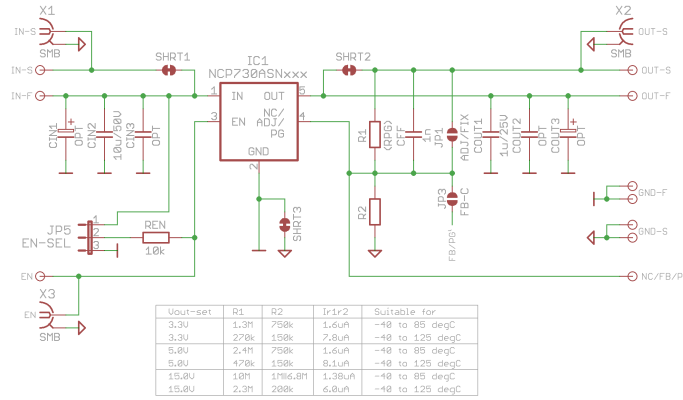 X1
IN-S
SMB
IN-S
SHRT1
IN-F
CIN1
OPT
CIN2
10u/50V
CIN3
OPT
IC1
NCP730ASNxxx
1
IN
OUT
5
3
EN
NC/
ADJ/
PG
4
GND
2
SHRT3
SHRT2
R1
(RPG)
CFF
1n
JP1
ADJ/FIX
COUT1
1u/25V
COUT2
OPT
COUT3
OPT
R2
JP3
FB-C
FB/PG'
X2
OUT-S
SMB
OUT-S
OUT-F
GND-F
GND-S
NC/FB/P
JP5
EN-SEL
1
2
3
REN
10k
EN
X3
EN
SMB
Vout-set R1 R2 Ir1r2 Suitable for
3.3V 1.3M 750k 1.6uA -40 to 85 degC
3.3V 270k 150k 7.8uA -40 to 125 degC
5.0V 2.4M 750k 1.6uA -40 to 85 degC
5.0V 470k 150k 8.1uA -40 to 125 degC
15.0V 10M 1M||6.8M 1.38uA -40 to 85 degC
15.0V 2.3M 200k 6.0uA -40 to 125 degC